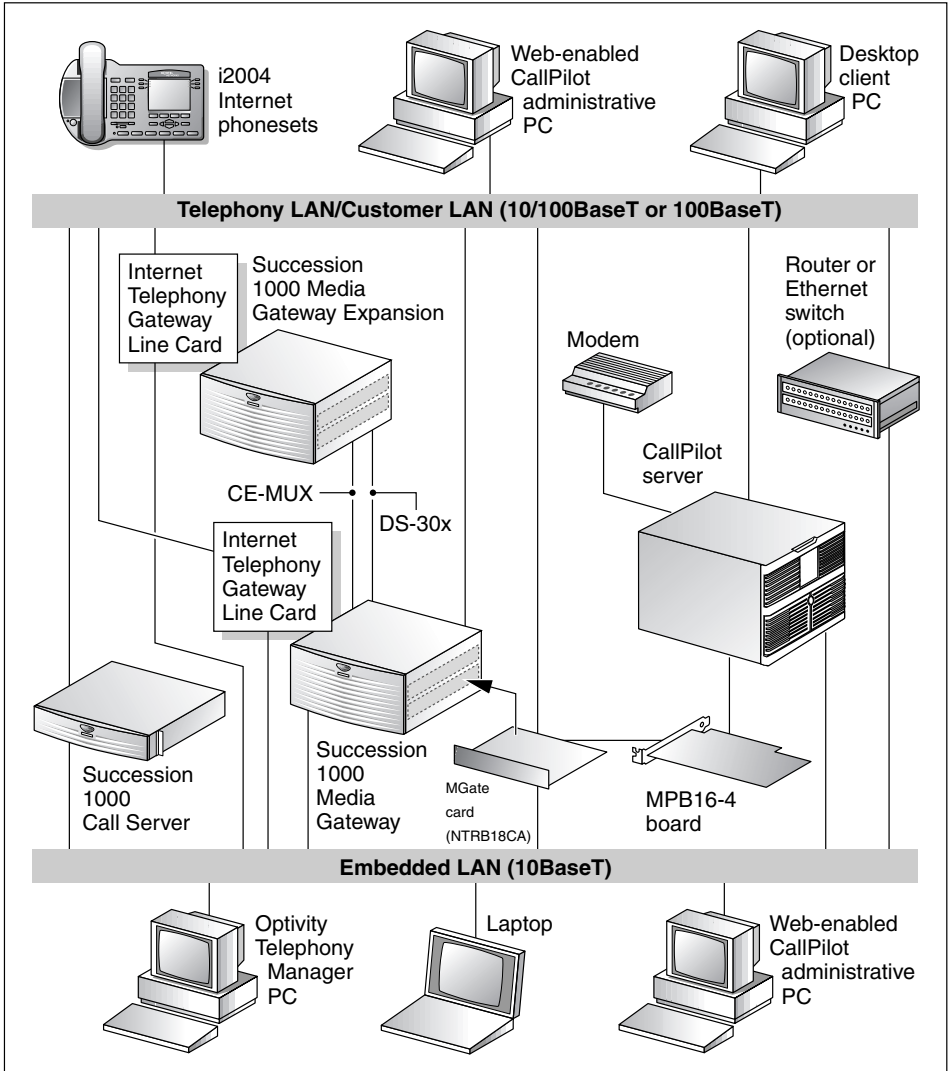 i2004
Internet
phonesets
Web-enabled
CallPilot
administrative
PC
Desktop
client
PC
Telephony LAN/Customer LAN (10/100BaseT or 100BaseT)
Internet
Telephony
Gateway
Line Card
Succession
1000 Media
Gateway Expansion
Modem
Router or
Ethernet
switch
(optional)
CallPilot
server
CE-MUX
DS-30x
Internet
Telephony
Gateway
Line Card
Succession
1000
Call Server
Succession
1000
Media
Gateway
MGate
card
(NTRB18CA)
MPB16-4
board
Embedded LAN (10BaseT)
Optivity
Telephony
Manager
PC
Laptop
Web-enabled
CallPilot
administrative
PC